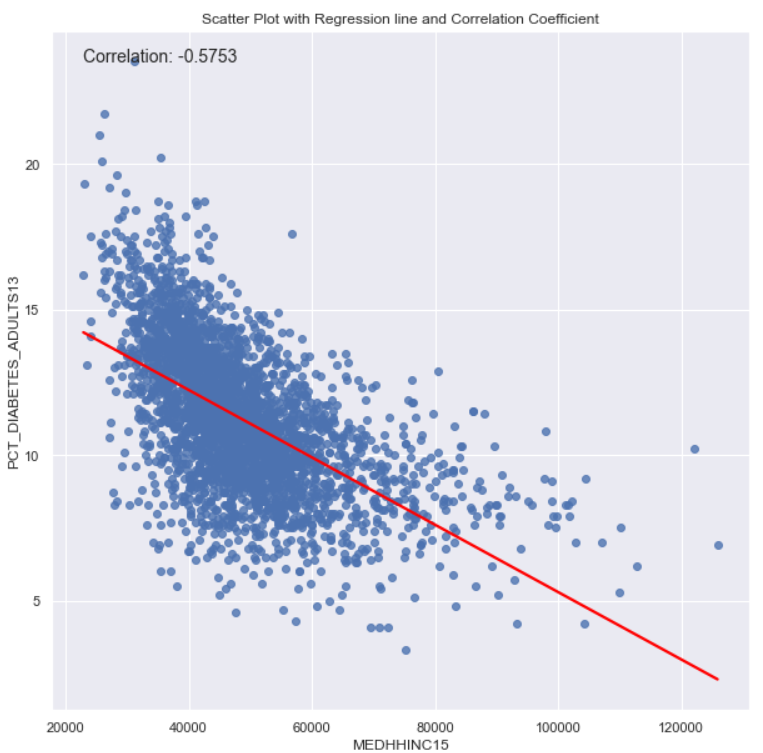 Scatter Plot with Regression line and Correlation Coefficient
Correlation: -0.5753
20
15
10
5
PCT_DIABETES_ADULTS13
20000 40000 60000 80000 100000 120000
MEDHHINC15